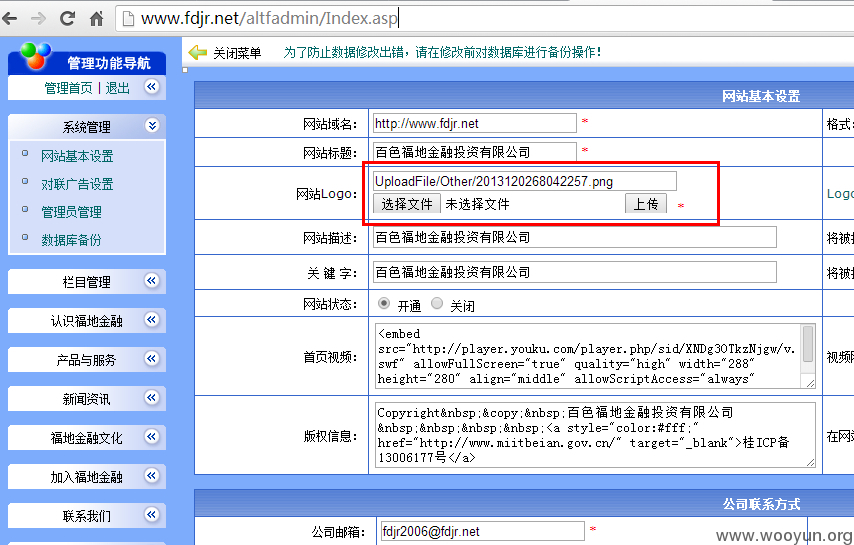 www.fdjr.net/altfadmin/Index.asp
管理功能导航
管理首页 | 退出
系统管理
网站基本设置
对联广告设置
管理员管理
数据库备份
栏目管理
认识福地金融
产品与服务
新闻资讯
福地金融文化
加入福地金融
联系我们
关闭菜单 为了防止数据修改出错，请在修改前对数据库进行备份操作!
网站基本设置
网站域名： http://www.fdjr.net * 格式:
网站标题： 百色福地金融投资有限公司 *
网站Logo： UploadFile/Other/2013120268042257.png Logo
选择文件 未选择文件 上传 *
网站描述： 百色福地金融投资有限公司 将被
关 键 字： 百色福地金融投资有限公司 将被
网站状态： 开通 关闭
首页视频： <embed
src="http://player.youku.com/player.php/sid/XNDg3OTkzNjgw/v.
swf" allowFullScreen="true" quality="high" width="288"
height="280" align="middle" allowScriptAccess="always"
视频
版权信息： Copyright&nbsp;&copy;&nbsp;百色福地金融投资有限公司
&nbsp;&nbsp;&nbsp;&nbsp;<a style="color:#fff;"
href="http://www.miitbeian.gov.cn/" target="_blank">桂ICP备
13006177号</a>
在网
公司联系方式
公司邮箱： fdjr2006@fdjr.net *
www.wooyun.org